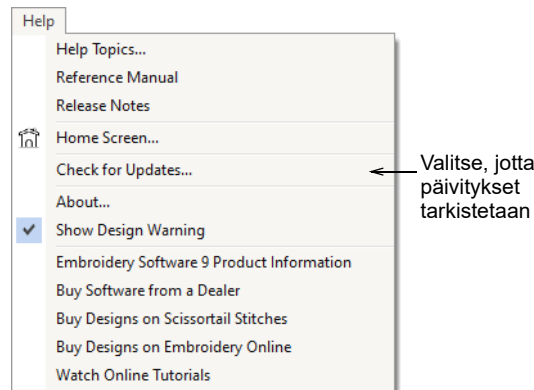 Help
Help Topics...
Reference Manual
Release Notes
Home Screen...
Check for Updates...
About...
Show Design Warning
Embroidery Software 9 Product Information
Buy Software from a Dealer
Buy Designs on Scissortail Stitches
Buy Designs on Embroidery Online
Watch Online Tutorials
Valitse, jotta
päivitykset
tarkistetaan